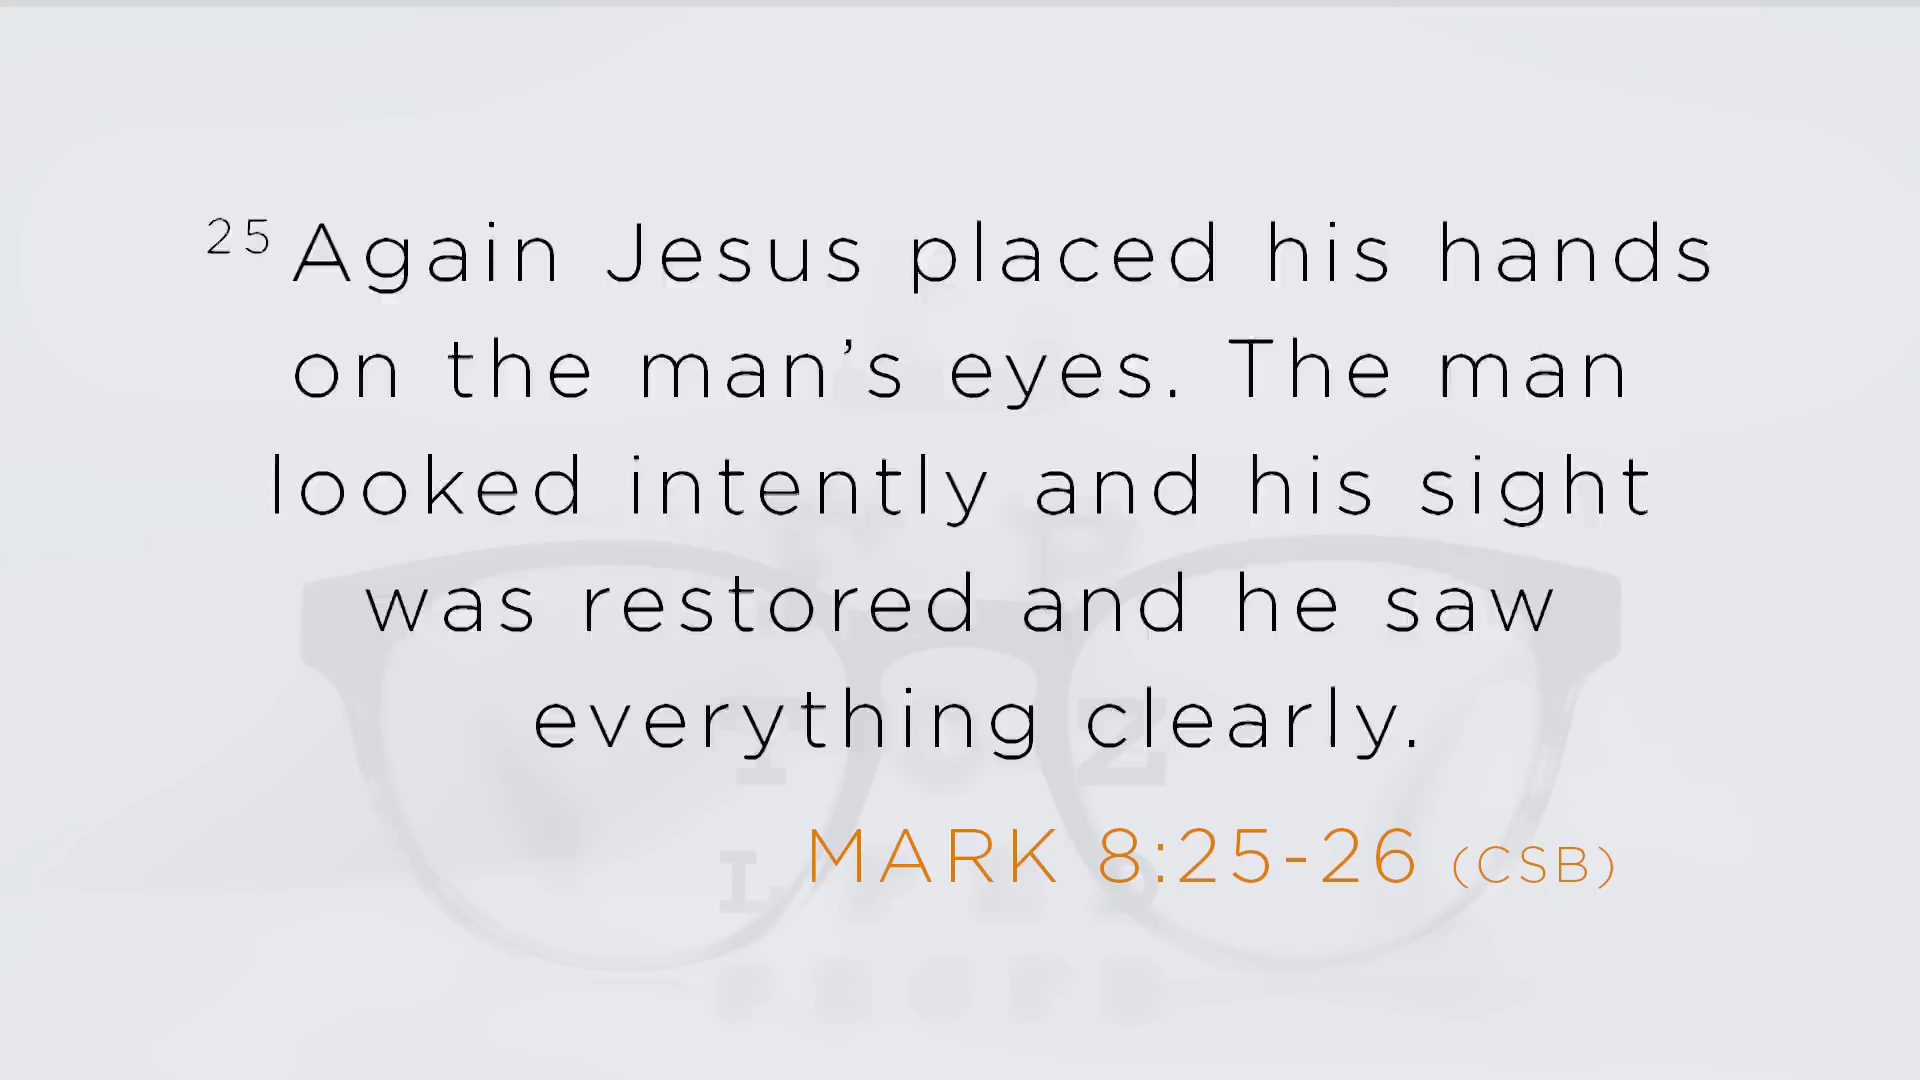 25 Again Jesus placed his hands
on the man’s eyes. The man
looked intently and his sight
was restored and he saw
everything clearly.
MARK 8:25-26 (CSB)